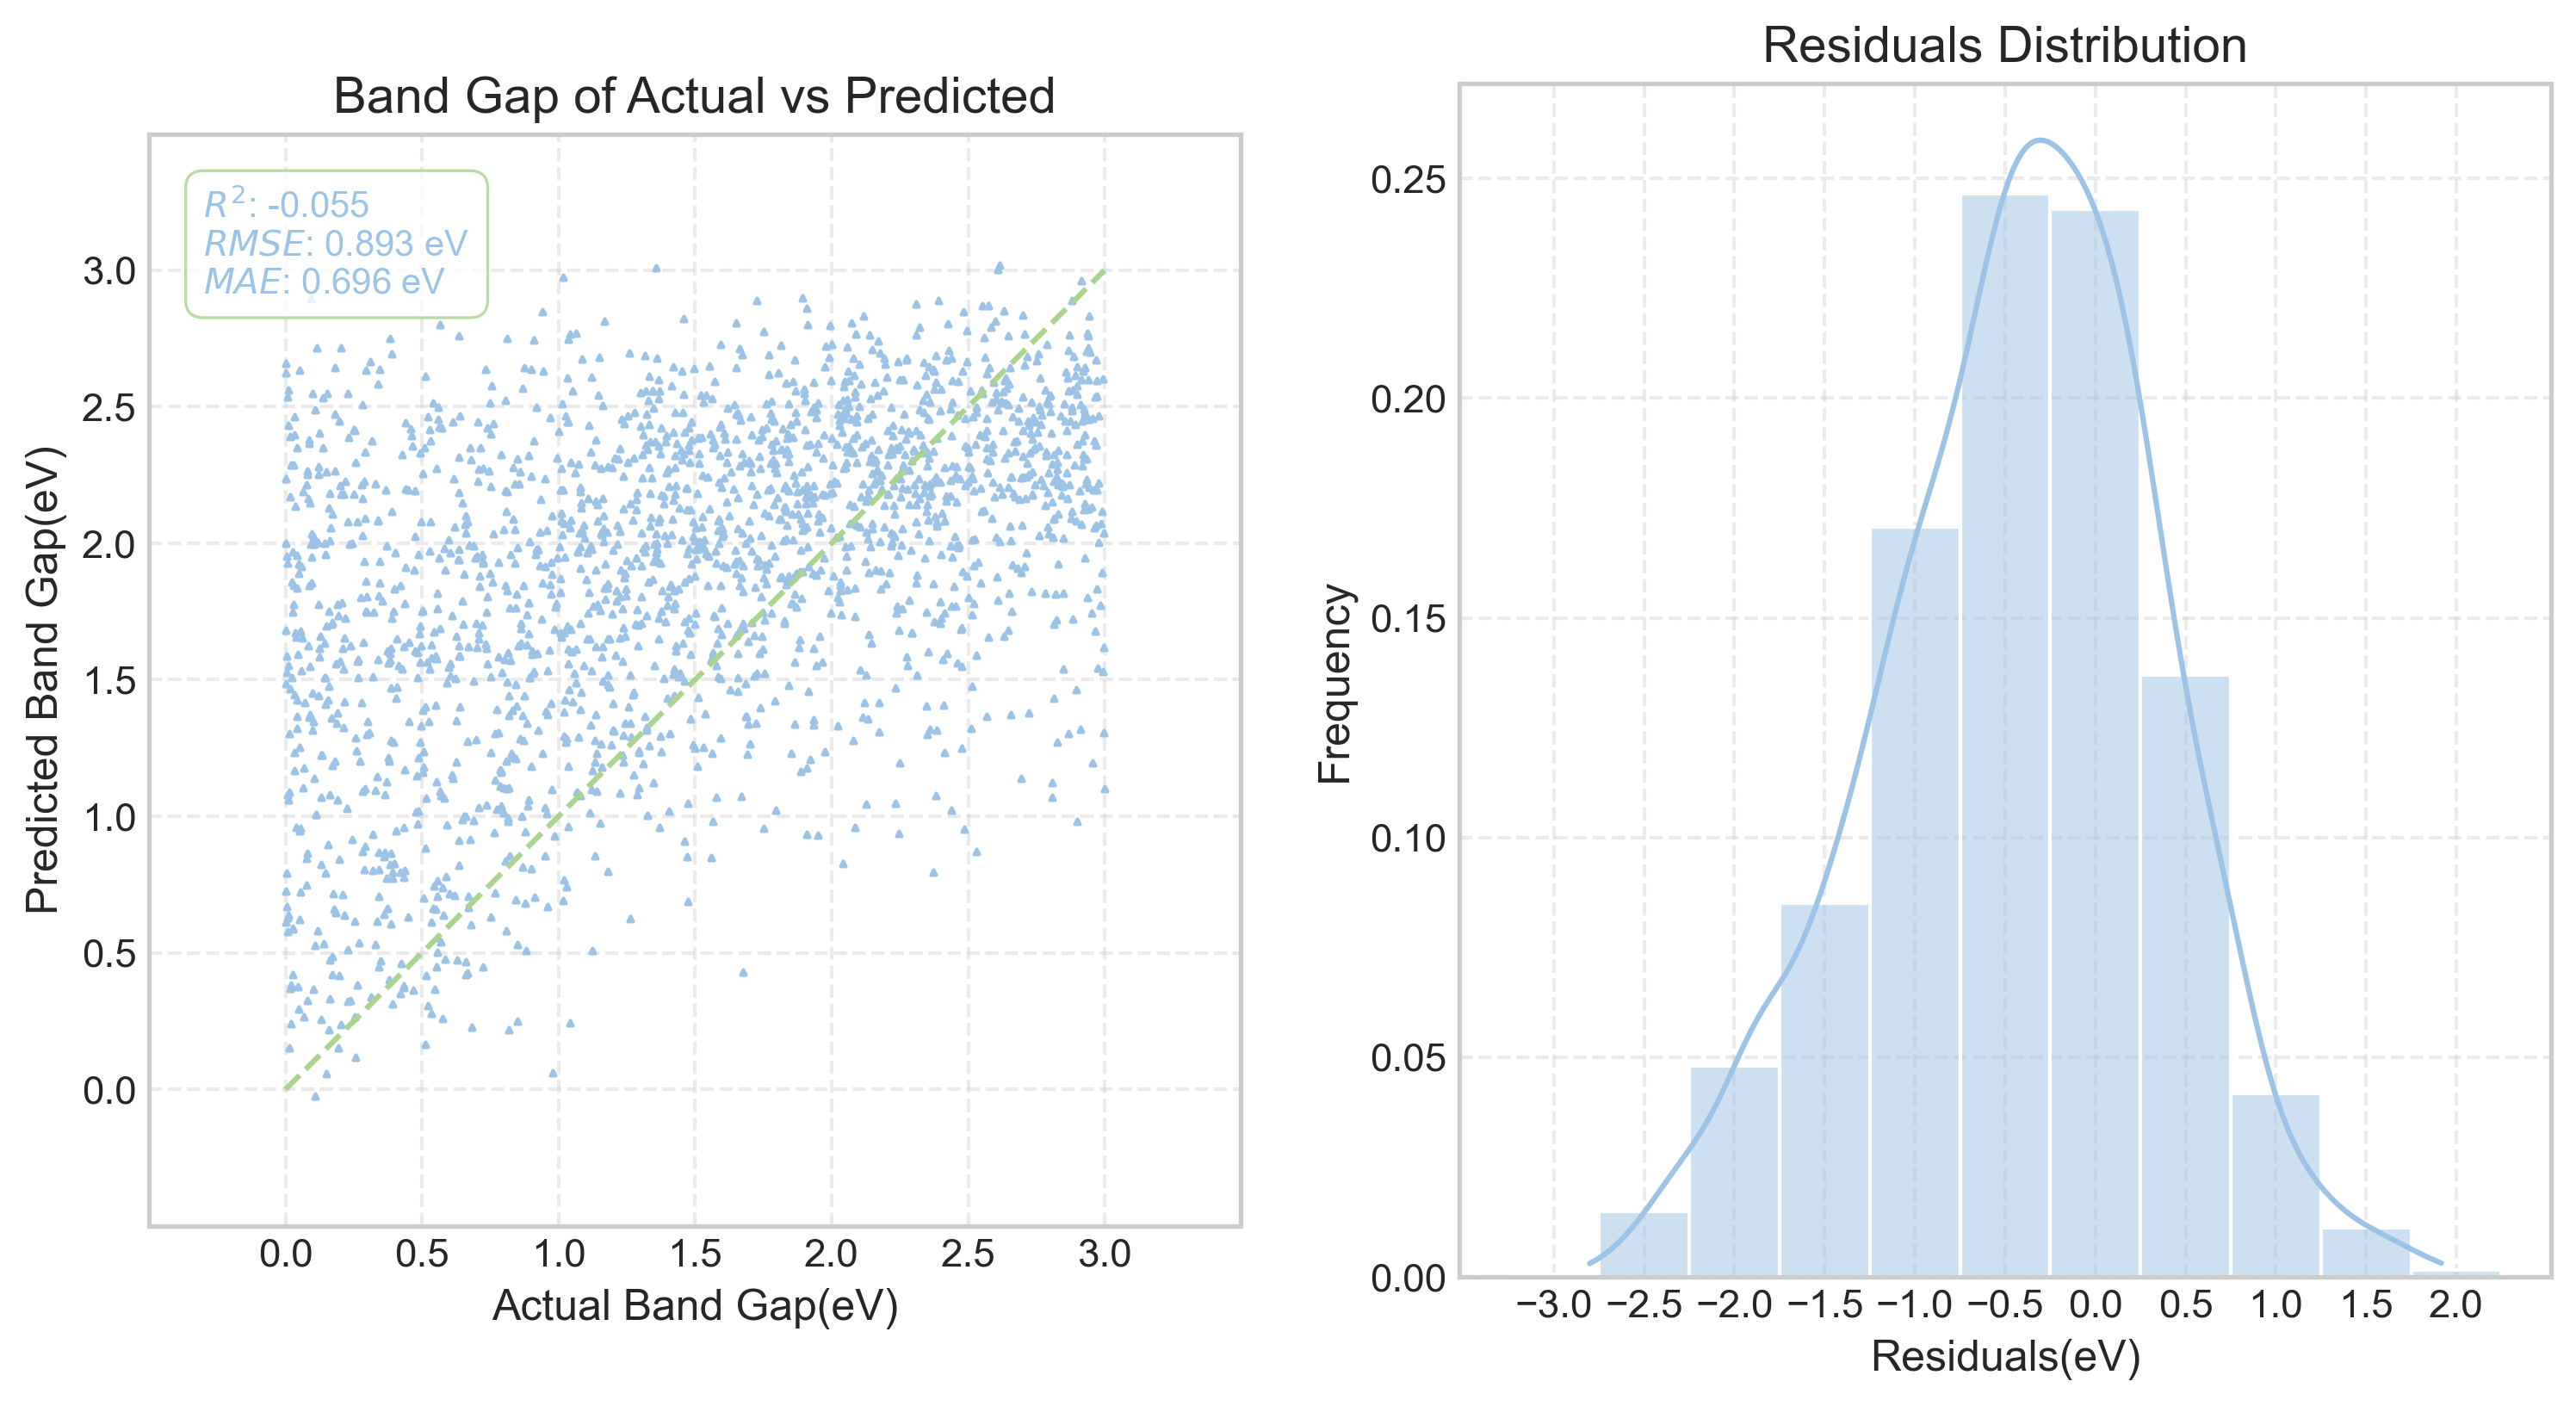 Band Gap of Actual vs Predicted
R²: -0.055
RMSE: 0.893 eV
MAE: 0.696 eV
3.0
2.5
2.0
1.5
1.0
0.5
0.0
Predicted Band Gap(eV)
0.0 0.5 1.0 1.5 2.0 2.5 3.0
Actual Band Gap(eV)
Residuals Distribution
0.25
0.20
0.15
0.10
0.05
0.00
Frequency
−3.0 −2.5 −2.0 −1.5 −1.0 −0.5 0.0 0.5 1.0 1.5 2.0
Residuals(eV)